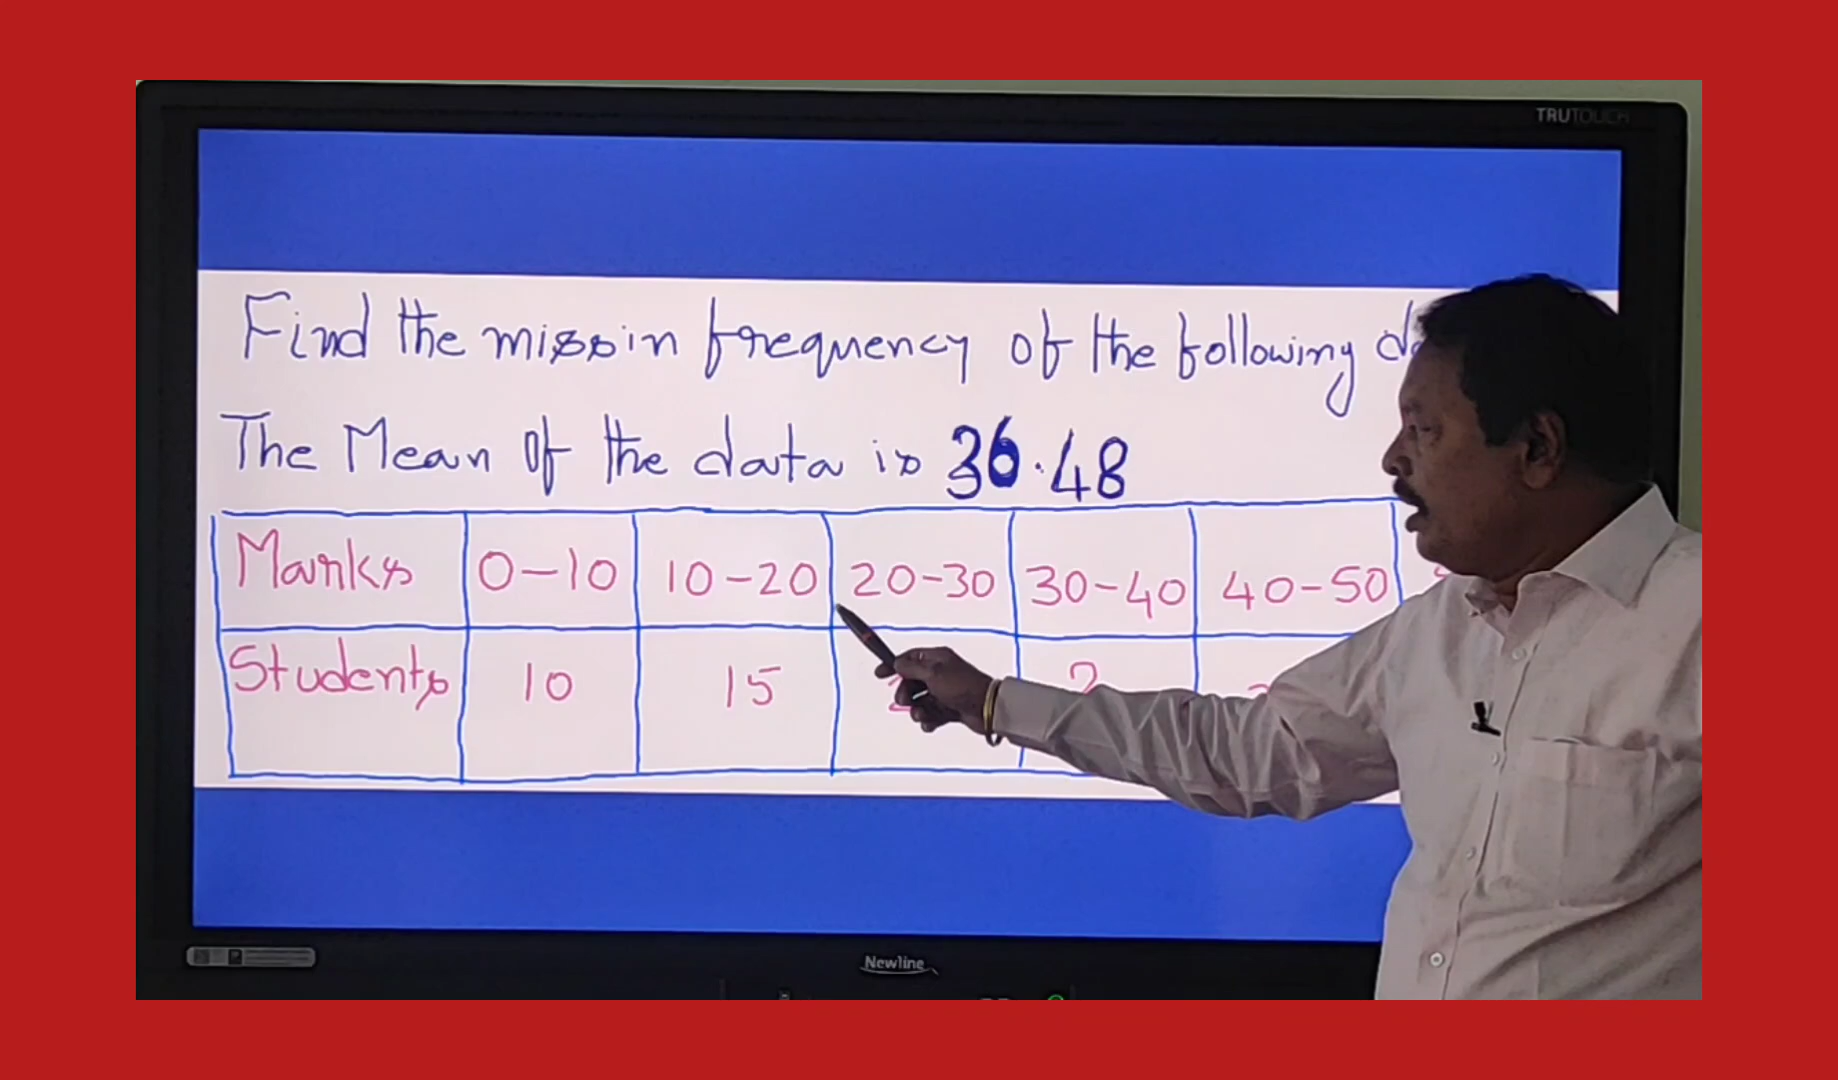 TRUTOUCH
Find the missin frequency of the following
The Mean of the data is 36.48
Marks 0-10 10-20 20-30 30-40 40-50
Students 10 15 ?
Newline